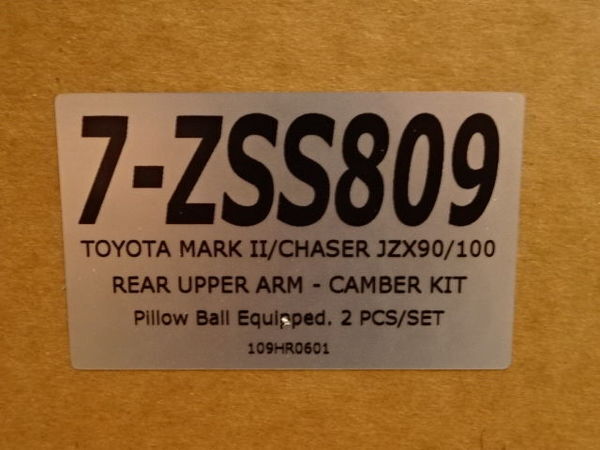 7-ZSS809
TOYOTA MARK II/CHASER JZX90/100
REAR UPPER ARM - CAMBER KIT
Pillow Ball Equipped. 2 PCS/SET
109HR0601